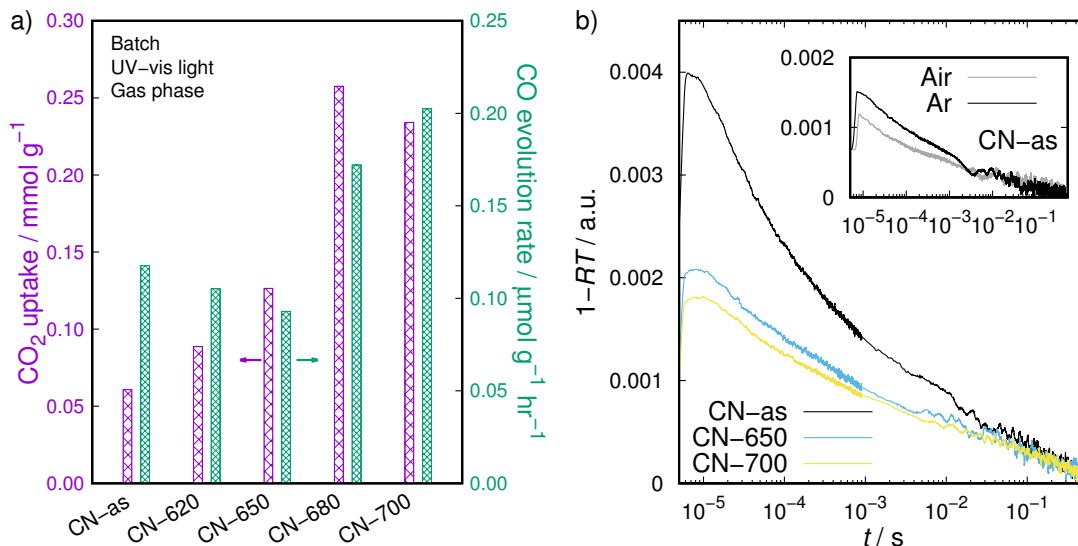 a)
Batch
UV−vis light
Gas phase
CO2 uptake / mmol g−1
0.30
0.25
0.20
0.15
0.10
0.05
0.00
CO evolution rate / μmol g−1 hr−1
0.25
0.20
0.15
0.10
0.05
0.00
CN−as
CN−620
CN−650
CN−680
CN−700
b)
1−RT / a.u.
0.004
0.003
0.002
0.001
0
10−5
10−4
10−3
10−2
10−1
t / s
CN−as
CN−650
CN−700
0.002
0.001
0
Air
Ar
CN−as
10−5
10−4
10−3
10−2
10−1